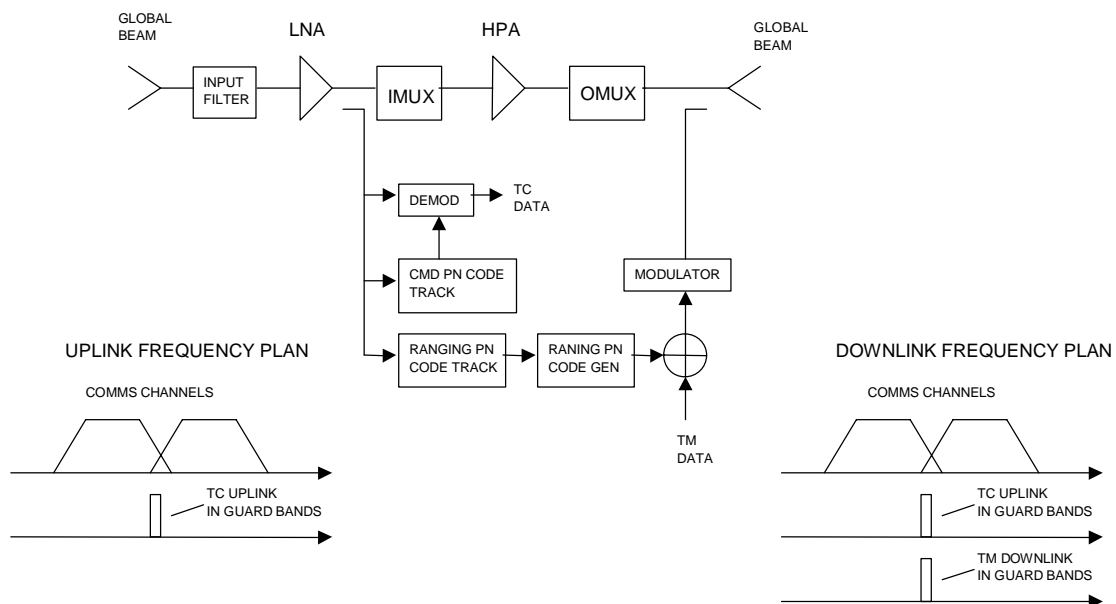 GLOBAL
BEAM
LNA
HPA
GLOBAL
BEAM
INPUT
FILTER
IMUX
OMUX
DEMOD
TC
DATA
CMD PN CODE
TRACK
MODULATOR
RANGING PN
CODE TRACK
RANING PN
CODE GEN
TM
DATA
UPLINK FREQUENCY PLAN
COMMS CHANNELS
TC UPLINK
IN GUARD BANDS
DOWNLINK FREQUENCY PLAN
COMMS CHANNELS
TC UPLINK
IN GUARD BANDS
TM DOWNLINK
IN GUARD BANDS